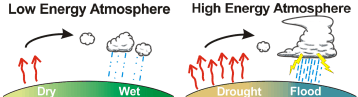 Low Energy Atmosphere
High Energy Atmosphere
Dry Wet
Drought Flood